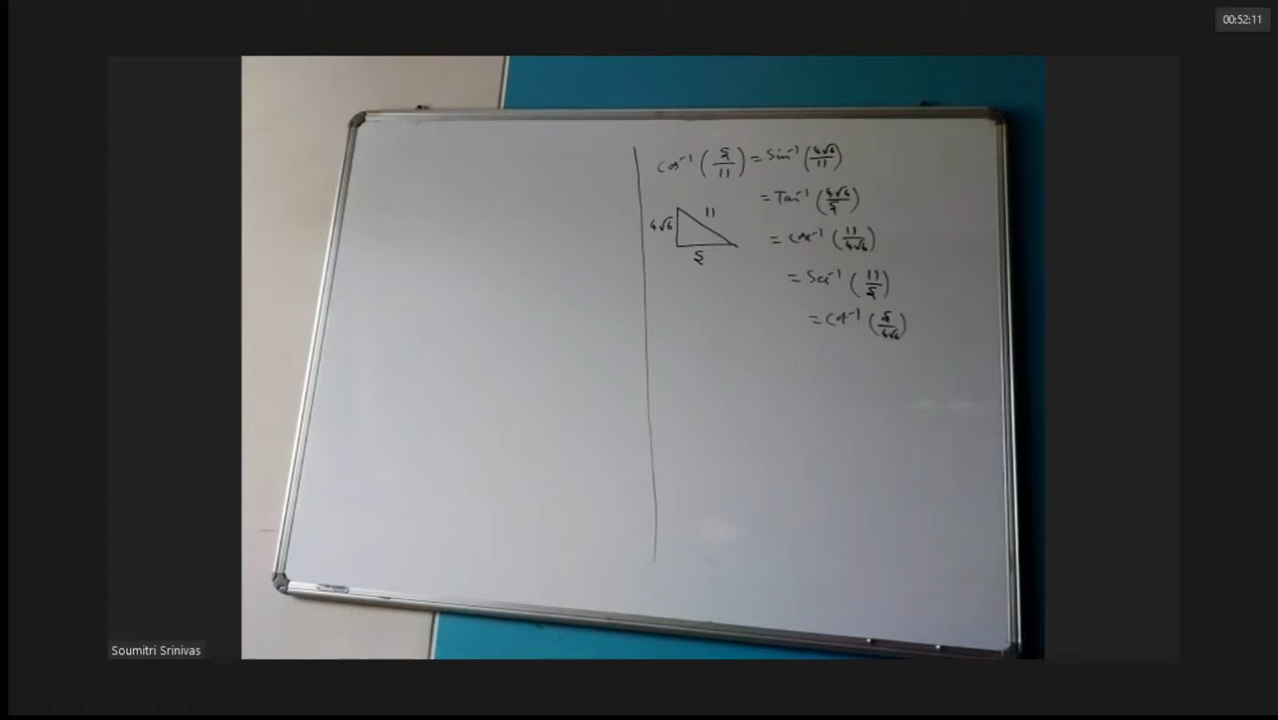 00:52:11
Cos⁻¹ (5/11) = Sin⁻¹ (4√6/11)
= Tan⁻¹ (4√6/5)
4√6 11
5
= Cosec⁻¹ (11/4√6)
= Sec⁻¹ (11/5)
= Cot⁻¹ (5/4√6)
Soumitri Srinivas